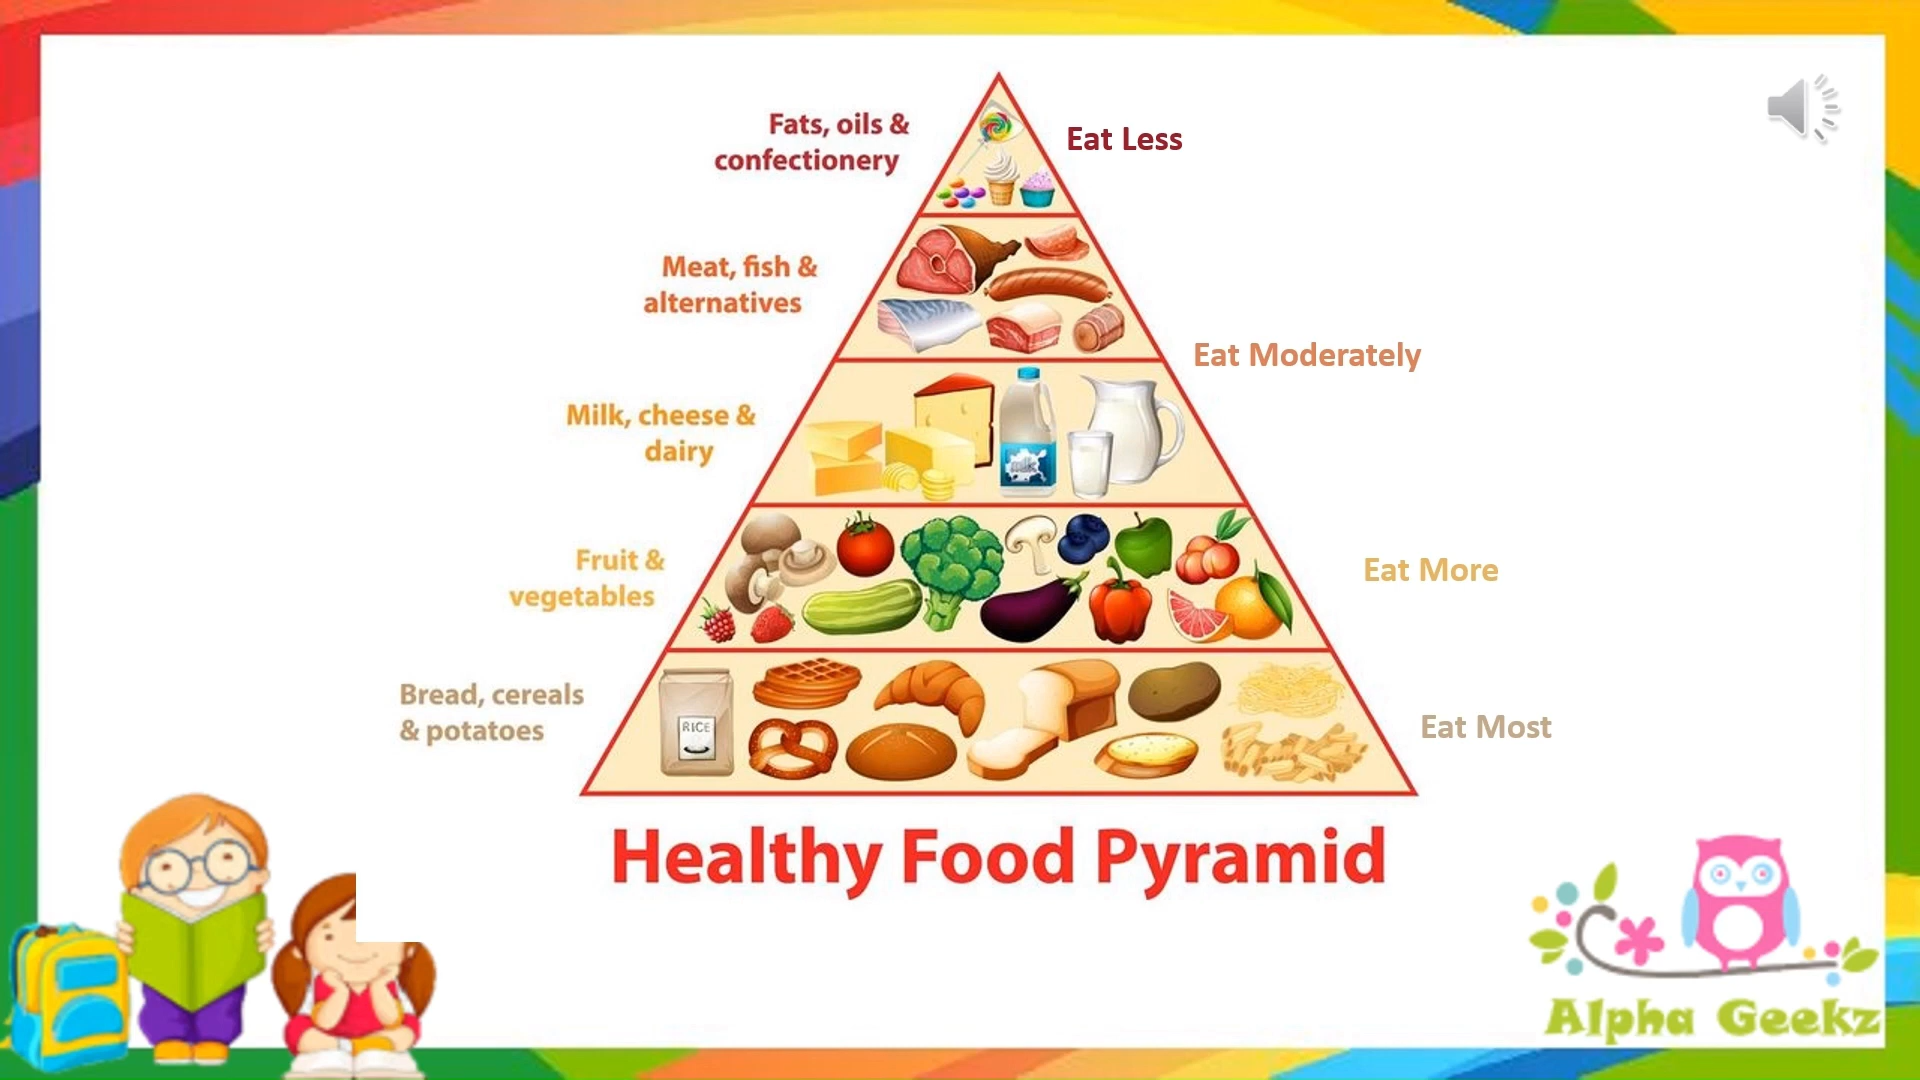 Fats, oils &
confectionery
Eat Less
Meat, fish &
alternatives
Eat Moderately
Milk, cheese &
dairy
milk
Fruit &
vegetables
Eat More
Bread, cereals
& potatoes
RICE
Eat Most
Healthy Food Pyramid
Alpha Geekz